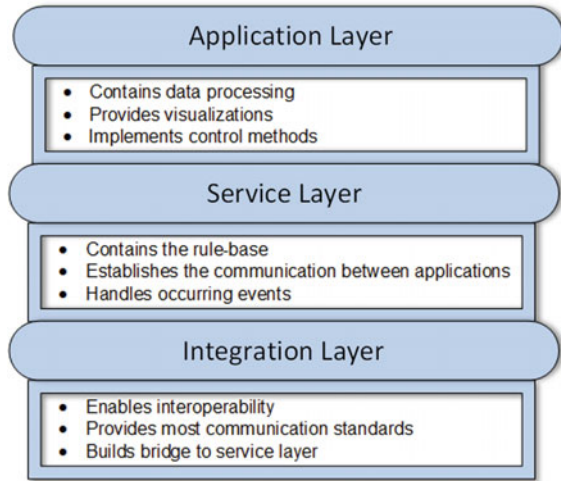 Application Layer
• Contains data processing
• Provides visualizations
• Implements control methods
Service Layer
• Contains the rule-base
• Establishes the communication between applications
• Handles occurring events
Integration Layer
• Enables interoperability
• Provides most communication standards
• Builds bridge to service layer